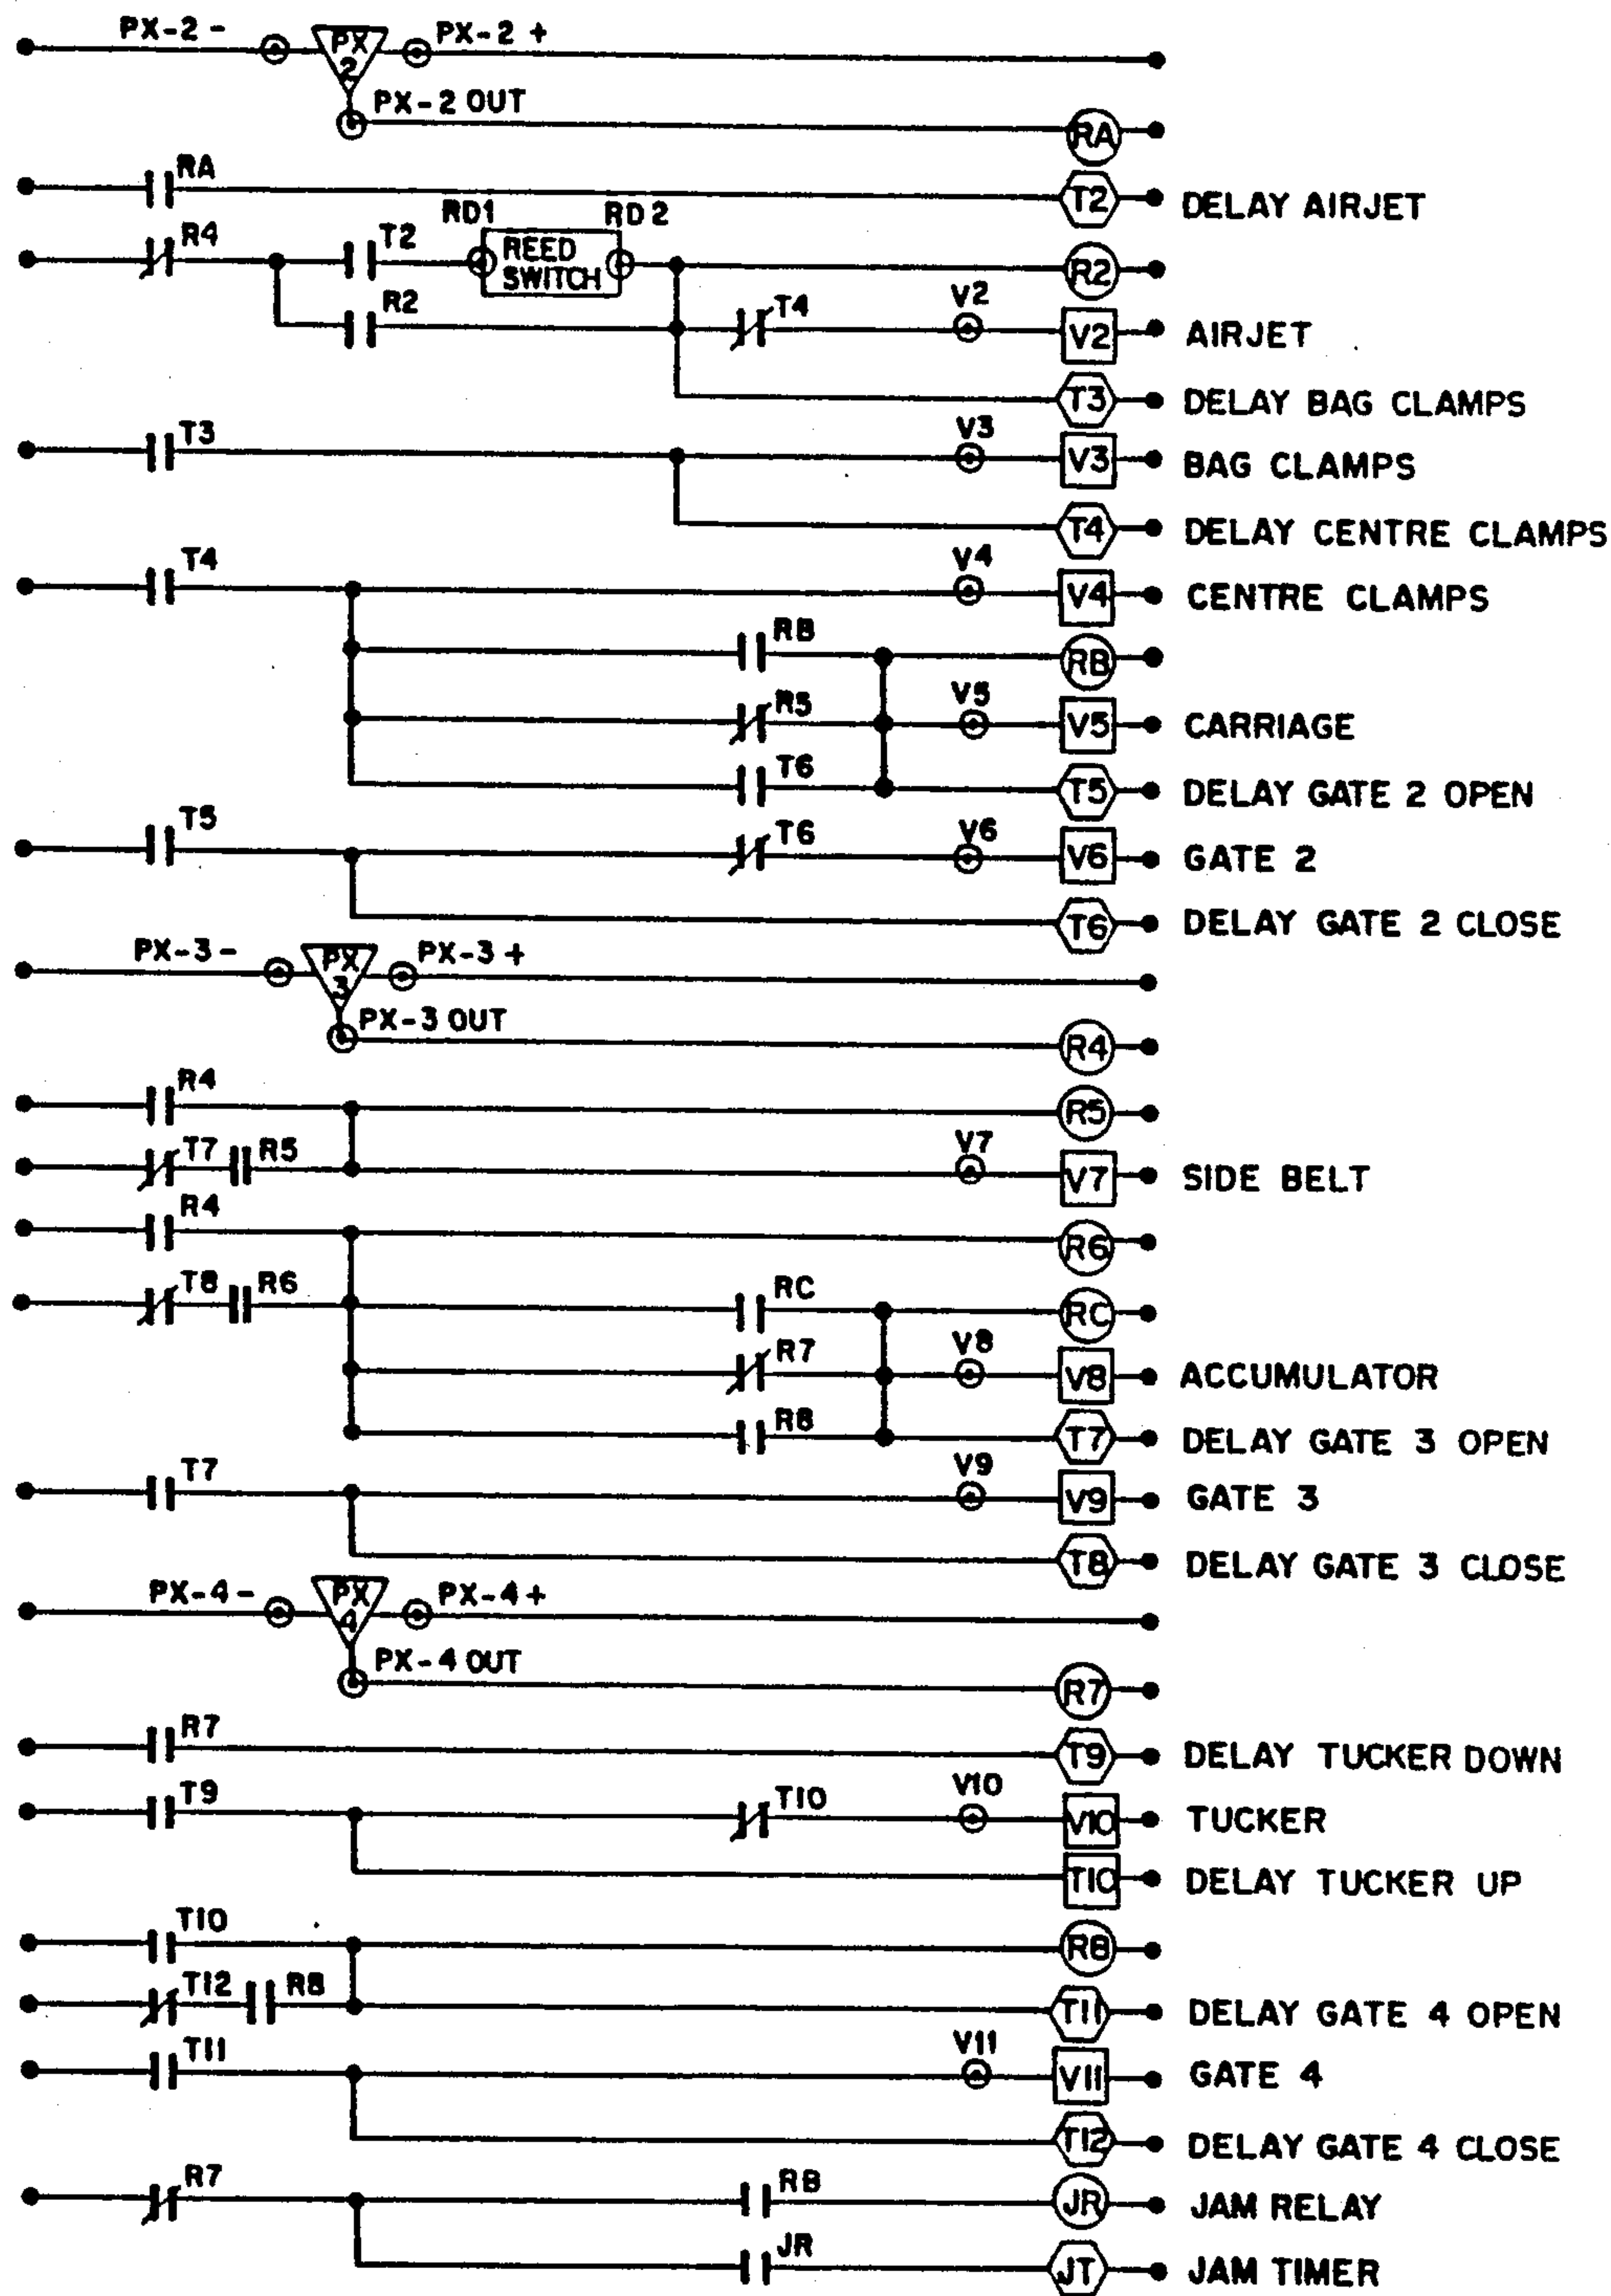 PX-2 - PX 2 PX-2 +
PX-2 OUT RA
RA T2 DELAY AIRJET
R4 T2 RD1 REED SWITCH RD2 R2
R2 T4 V2 V2 AIRJET
T3 DELAY BAG CLAMPS
T3 V3 V3 BAG CLAMPS
T4 DELAY CENTRE CLAMPS
T4 V4 V4 CENTRE CLAMPS
RB RB
R5 V5 V5 CARRIAGE
T6 T5 DELAY GATE 2 OPEN
T5 T6 V6 V6 GATE 2
T6 DELAY GATE 2 CLOSE
PX-3- PX 3 PX-3+
PX-3 OUT R4
R4 R5
T7 R5 V7 V7 SIDE BELT
R4 R6
T8 R6 RC RC
R7 V8 V8 ACCUMULATOR
R8 T7 DELAY GATE 3 OPEN
T7 V9 V9 GATE 3
T8 DELAY GATE 3 CLOSE
PX-4- PX 4 PX-4+
PX-4 OUT R7
R7 T9 DELAY TUCKER DOWN
T9 T10 V10 V10 TUCKER
T10 DELAY TUCKER UP
T10 R8
T12 R8 T11 DELAY GATE 4 OPEN
T11 V11 V11 GATE 4
T12 DELAY GATE 4 CLOSE
R7 RB JR JAM RELAY
JR JT JAM TIMER